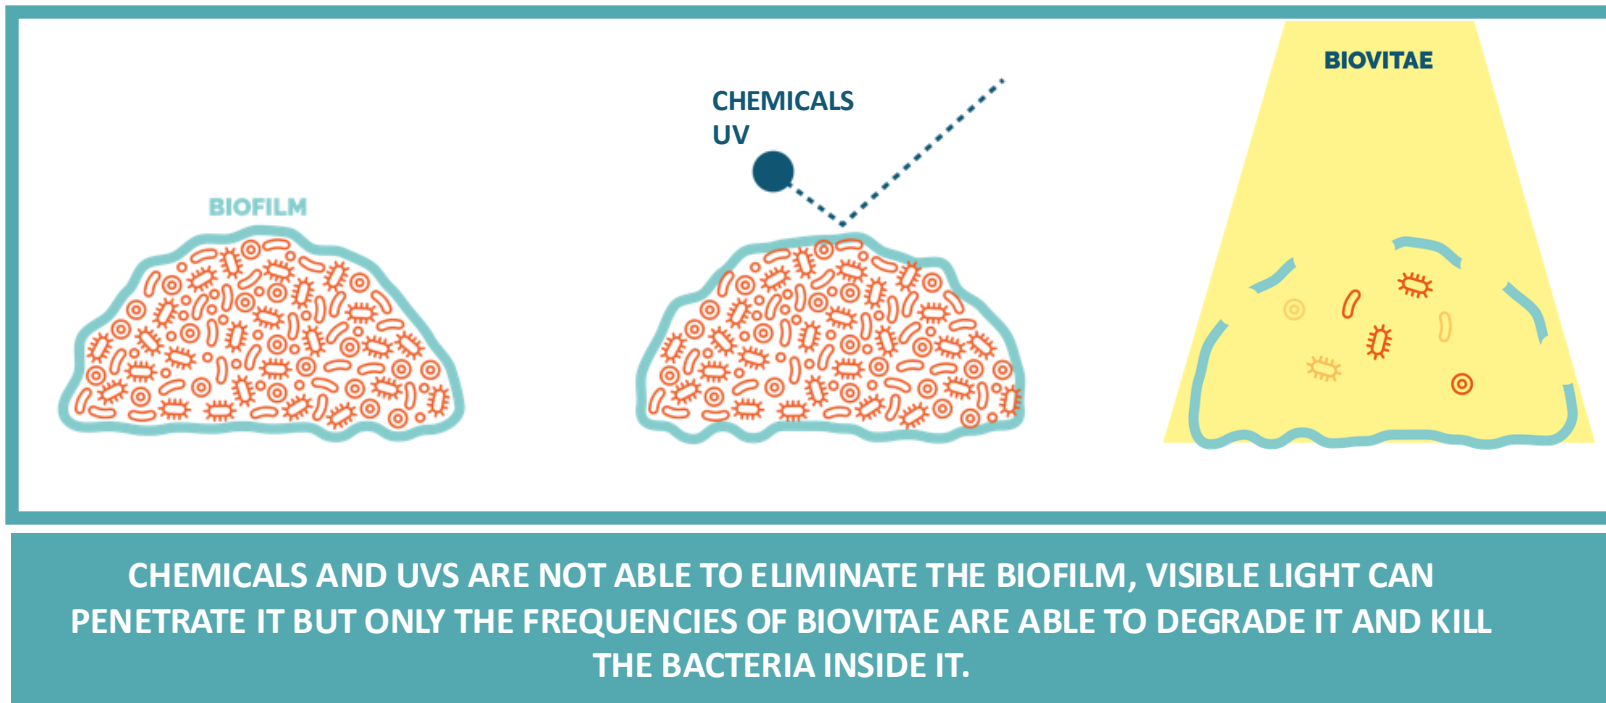 BIOFILM
CHEMICALS
UV
BIOVITAE
CHEMICALS AND UVS ARE NOT ABLE TO ELIMINATE THE BIOFILM, VISIBLE LIGHT CAN
PENETRATE IT BUT ONLY THE FREQUENCIES OF BIOVITAE ARE ABLE TO DEGRADE IT AND KILL
THE BACTERIA INSIDE IT.